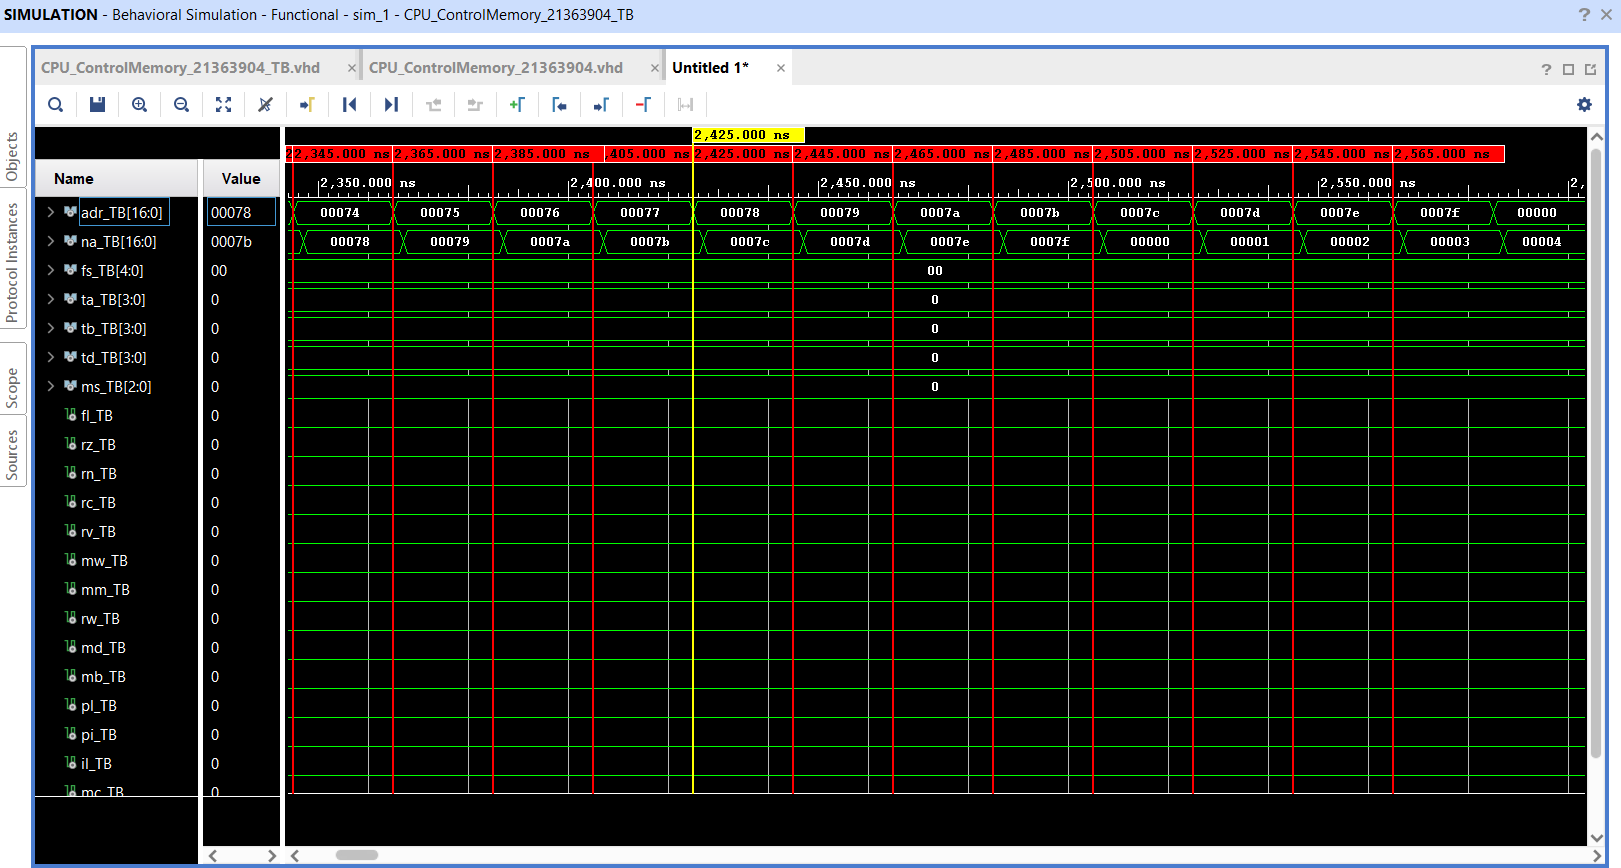 SIMULATION - Behavioral Simulation - Functional - sim_1 - CPU_ControlMemory_21363904_TB
Objects
Protocol Instances
Scope
Sources
CPU_ControlMemory_21363904_TB.vhd
CPU_ControlMemory_21363904.vhd
Untitled 1*
2,425.000 ns
2,345.000 ns 2,365.000 ns 2,385.000 ns ,405.000 ns 2,425.000 ns 2,445.000 ns 2,465.000 ns 2,485.000 ns 2,505.000 ns 2,525.000 ns 2,545.000 ns 2,565.000 ns
Name Value 2,350.000 ns 2,400.000 ns 2,450.000 ns 2,500.000 ns 2,550.000 ns 2,
adr_TB[16:0] 00078 00074 00075 00076 00077 00078 00079 0007a 0007b 0007c 0007d 0007e 0007f 00000
na_TB[16:0] 0007b 00078 00079 0007a 0007b 0007c 0007d 0007e 0007f 00000 00001 00002 00003 00004
fs_TB[4:0] 00 00
ta_TB[3:0] 0 0
tb_TB[3:0] 0 0
td_TB[3:0] 0 0
ms_TB[2:0] 0 0
fl_TB 0
rz_TB 0
rn_TB 0
rc_TB 0
rv_TB 0
mw_TB 0
mm_TB 0
rw_TB 0
md_TB 0
mb_TB 0
pl_TB 0
pi_TB 0
il_TB 0
mc_TB 0